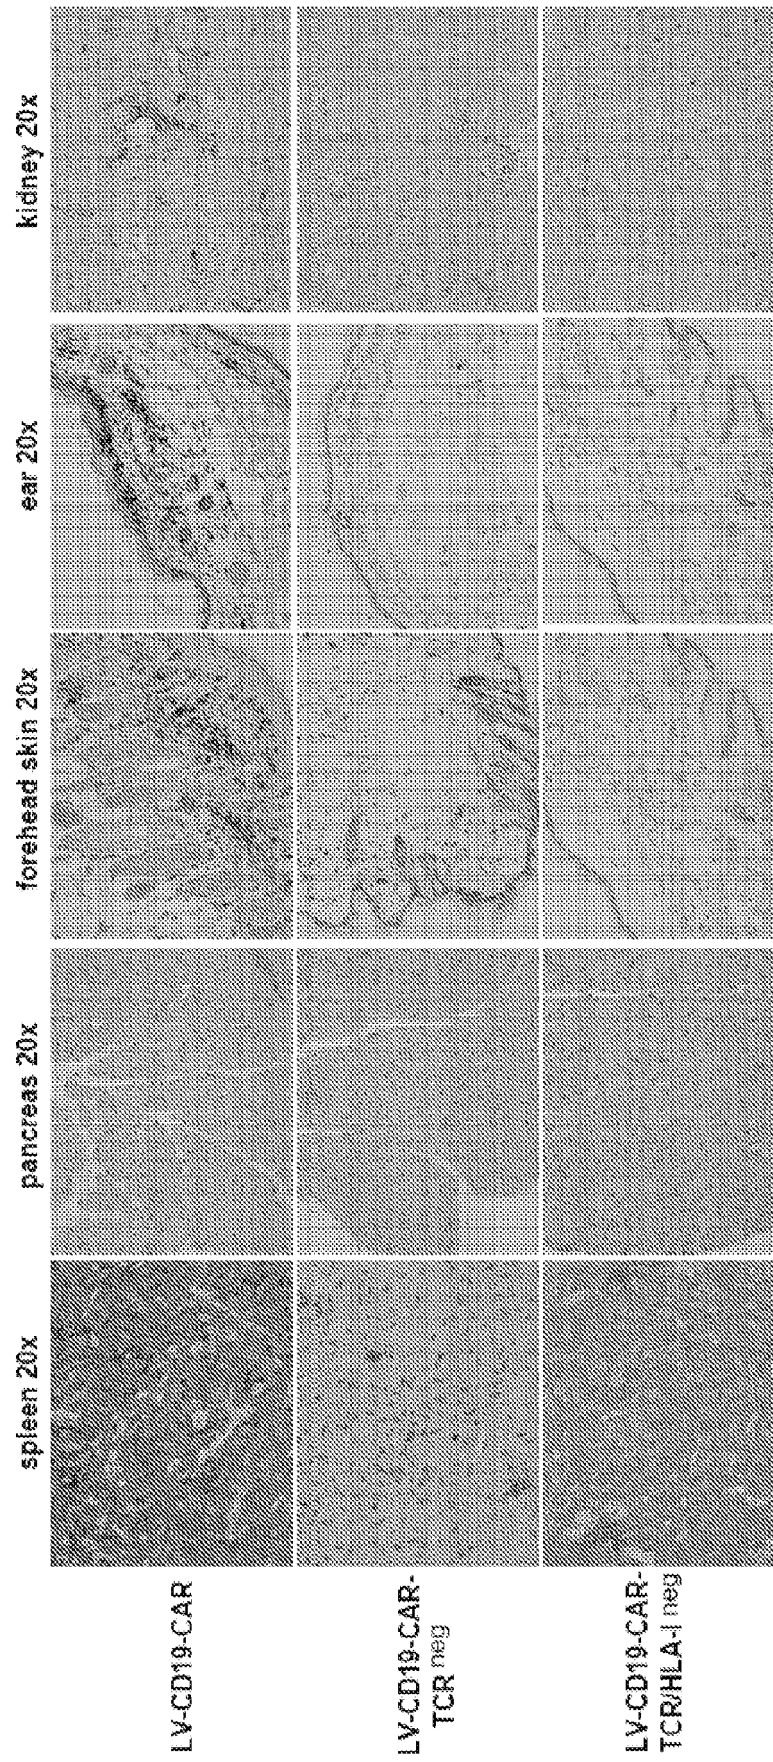 spleen 20x
pancreas 20x
forehead skin 20x
ear 20x
kidney 20x
LV-CD19-CAR
LV-CD19-CAR-
TCR neg
LV-CD19-CAR-
TCR/HLA-I neg